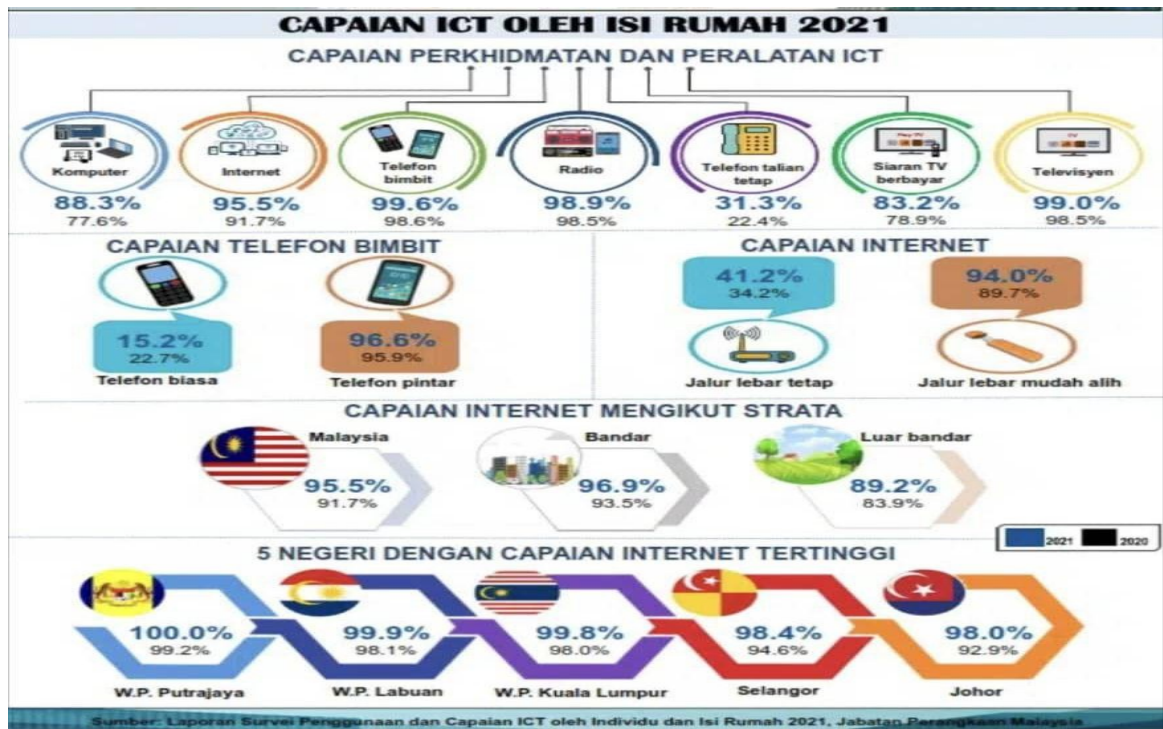 CAPAIAN ICT OLEH ISI RUMAH 2021
CAPAIAN PERKHIDMATAN DAN PERALATAN ICT
Komputer
88.3%
77.6%
Internet
95.5%
91.7%
Telefon
bimbit
99.6%
98.6%
Radio
98.9%
98.5%
Telefon talian
tetap
31.3%
22.4%
Play TV
Siaran TV
berbayar
83.2%
78.9%
TV
Televisyen
99.0%
98.5%
CAPAIAN TELEFON BIMBIT
15.2%
22.7%
Telefon biasa
96.6%
95.9%
Telefon pintar
CAPAIAN INTERNET
41.2%
34.2%
Jalur lebar tetap
94.0%
89.7%
Jalur lebar mudah alih
CAPAIAN INTERNET MENGIKUT STRATA
Malaysia
95.5%
91.7%
Bandar
96.9%
93.5%
Luar bandar
89.2%
83.9%
2021 2020
5 NEGERI DENGAN CAPAIAN INTERNET TERTINGGI
100.0%
99.2%
W.P. Putrajaya
99.9%
98.1%
W.P. Labuan
99.8%
98.0%
W.P. Kuala Lumpur
98.4%
94.6%
Selangor
98.0%
92.9%
Johor
Sumber: Laporan Survei Penggunaan dan Capaian ICT oleh Individu dan Isi Rumah 2021, Jabatan Perangkaan Malaysia